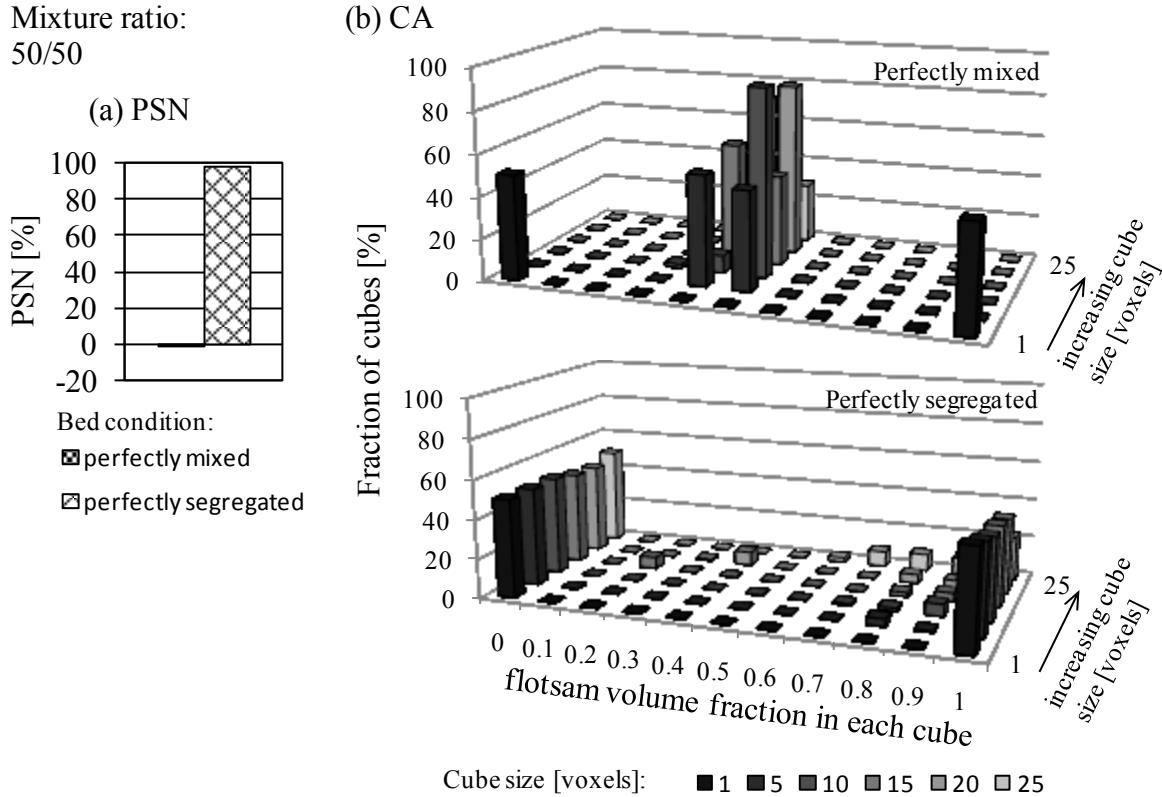 Mixture ratio:
50/50
(a) PSN
PSN [%]
100
80
60
40
20
0
-20
Bed condition:
perfectly mixed
perfectly segregated
(b) CA
Fraction of cubes [%]
100
80
60
40
20
0
Perfectly mixed
25
1
increasing cube
size [voxels]
100
80
60
40
20
0
Perfectly segregated
25
1
increasing cube
size [voxels]
0 0.1 0.2 0.3 0.4 0.5 0.6 0.7 0.8 0.9 1
flotsam volume fraction in each cube
Cube size [voxels]: 1 5 10 15 20 25